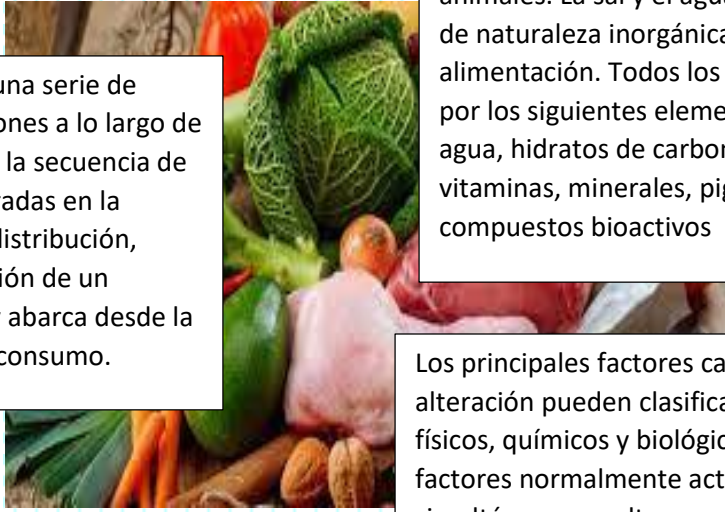 una serie de
ones a lo largo de
la secuencia de
adas en la
distribución,
ión de un
abarca desde la
consumo.
animales. La sal y el agua
de naturaleza inorgánica
alimentación. Todos los
por los siguientes eleme
agua, hidratos de carbo
vitaminas, minerales, pig
compuestos bioactivos
Los principales factores ca
alteración pueden clasifica
físicos, químicos y biológic
factores normalmente act